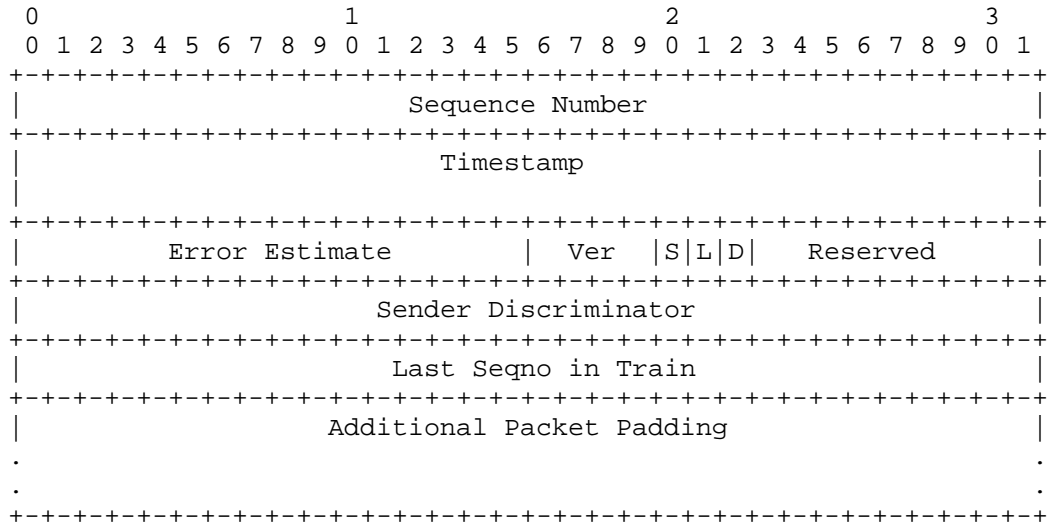 0                   1                   2                   3
0 1 2 3 4 5 6 7 8 9 0 1 2 3 4 5 6 7 8 9 0 1 2 3 4 5 6 7 8 9 0 1
+-+-+-+-+-+-+-+-+-+-+-+-+-+-+-+-+-+-+-+-+-+-+-+-+-+-+-+-+-+-+-+-+
|                        Sequence Number                        |
+-+-+-+-+-+-+-+-+-+-+-+-+-+-+-+-+-+-+-+-+-+-+-+-+-+-+-+-+-+-+-+-+
|                          Timestamp                            |
|                                                               |
+-+-+-+-+-+-+-+-+-+-+-+-+-+-+-+-+-+-+-+-+-+-+-+-+-+-+-+-+-+-+-+-+
|         Error Estimate        |  Ver  |S|L|D|   Reserved      |
+-+-+-+-+-+-+-+-+-+-+-+-+-+-+-+-+-+-+-+-+-+-+-+-+-+-+-+-+-+-+-+-+
|                      Sender Discriminator                     |
+-+-+-+-+-+-+-+-+-+-+-+-+-+-+-+-+-+-+-+-+-+-+-+-+-+-+-+-+-+-+-+-+
|                       Last Seqno in Train                     |
+-+-+-+-+-+-+-+-+-+-+-+-+-+-+-+-+-+-+-+-+-+-+-+-+-+-+-+-+-+-+-+-+
|                   Additional Packet Padding                   |
.                                                               .
.                                                               .
+-+-+-+-+-+-+-+-+-+-+-+-+-+-+-+-+-+-+-+-+-+-+-+-+-+-+-+-+-+-+-+-+